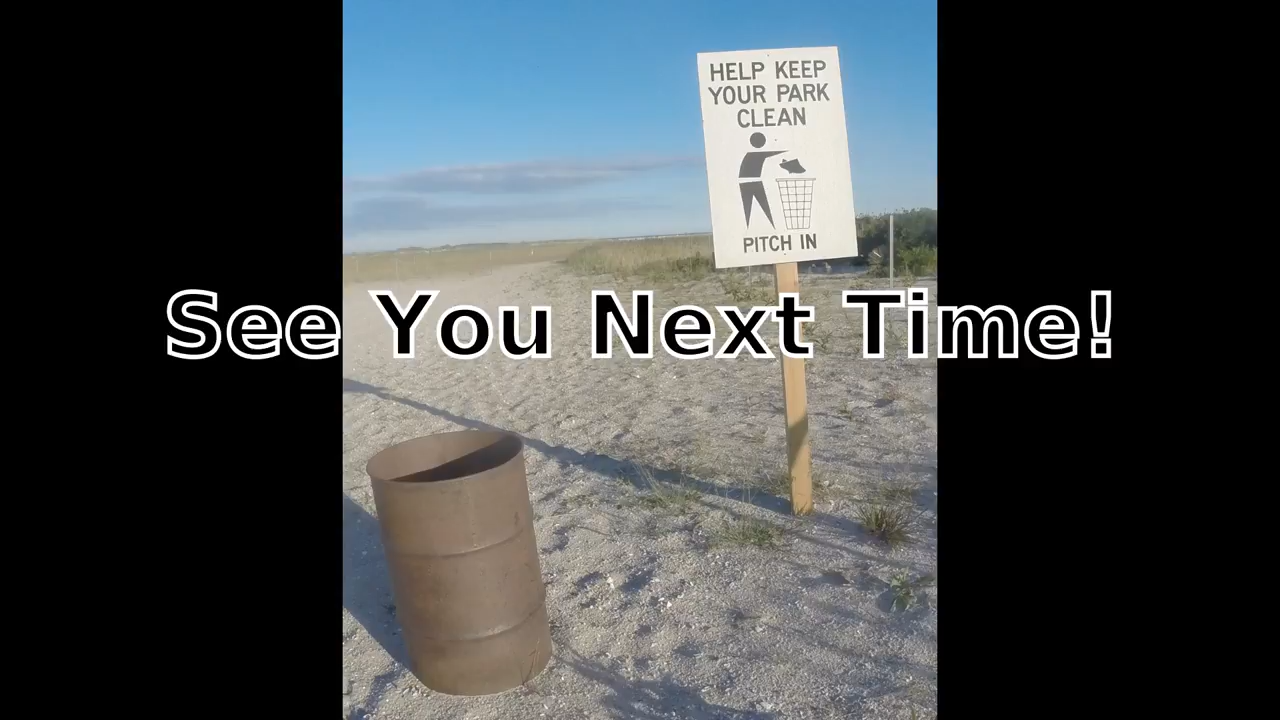 HELP KEEP
YOUR PARK
CLEAN
PITCH IN
See You Next Time!